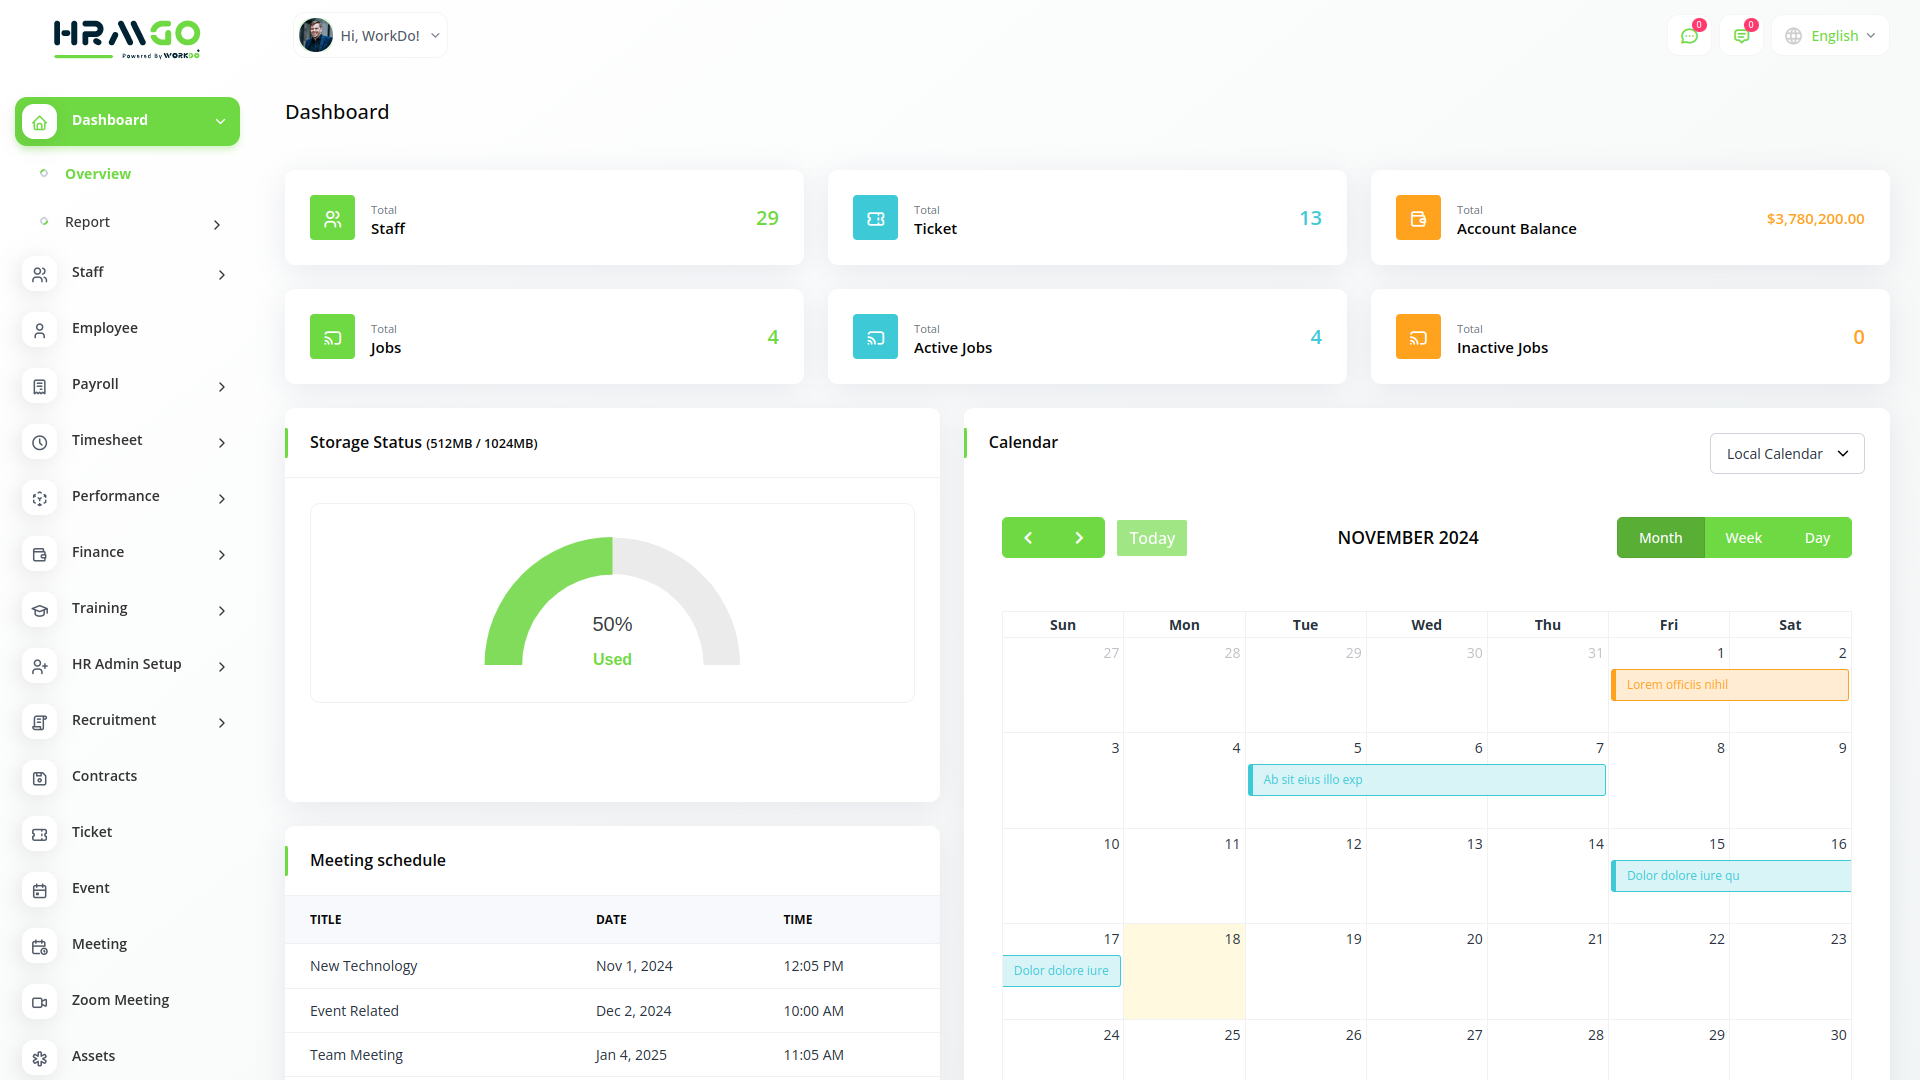 HRMGO
Powered By WORKDO
Hi, WorkDo!
0
0
English
Dashboard
Overview
Report
Staff
Employee
Payroll
Timesheet
Performance
Finance
Training
HR Admin Setup
Recruitment
Contracts
Ticket
Event
Meeting
Zoom Meeting
Assets
Dashboard
Total
Staff
29
Total
Ticket
13
Total
Account Balance
$3,780,200.00
Total
Jobs
4
Total
Active Jobs
4
Total
Inactive Jobs
0
Storage Status (512MB / 1024MB)
50%
Used
Meeting schedule
TITLE DATE TIME
New Technology Nov 1, 2024 12:05 PM
Event Related Dec 2, 2024 10:00 AM
Team Meeting Jan 4, 2025 11:05 AM
Calendar
Local Calendar
Today
NOVEMBER 2024
Month Week Day
Sun Mon Tue Wed Thu Fri Sat
27 28 29 30 31 1 2
Lorem officiis nihil
3 4 5 6 7 8 9
Ab sit eius illo exp
10 11 12 13 14 15 16
Dolor dolore iure qu
17 18 19 20 21 22 23
Dolor dolore iure
24 25 26 27 28 29 30